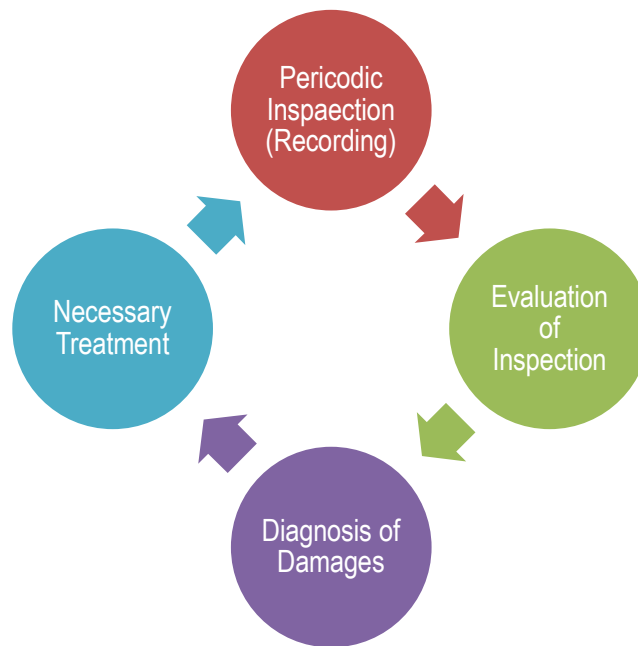 Pericodic
Inspaection
(Recording)
Evaluation
of
Inspection
Diagnosis of
Damages
Necessary
Treatment